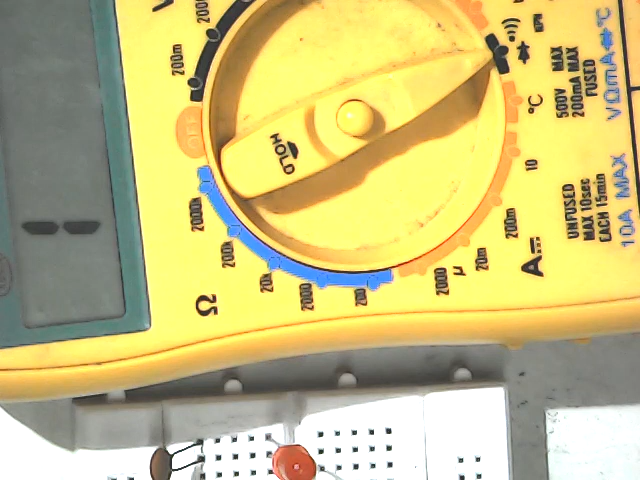 200m
OFF
HOLD
2000k
200k
20k
2000
200
Ω
2000
μ
20m
200m
10
A
°C
500V MAX
200mA MAX
FUSED
UNFUSED
MAX 10sec
EACH 15min
10A MAX
VΩmA
°C